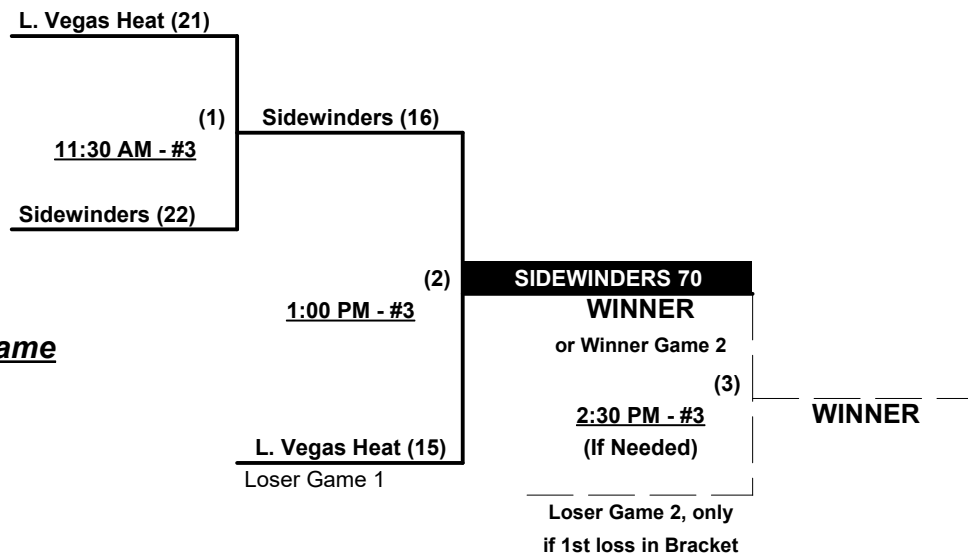 L. Vegas Heat (21)
(1)
Sidewinders (16)
11:30 AM - #3
Sidewinders (22)
(2)
SIDEWINDERS 70
1:00 PM - #3
WINNER
or Winner Game 2
ame
(3)
2:30 PM - #3
WINNER
L. Vegas Heat (15)
(If Needed)
Loser Game 1
Loser Game 2, only
if 1st loss in Bracket